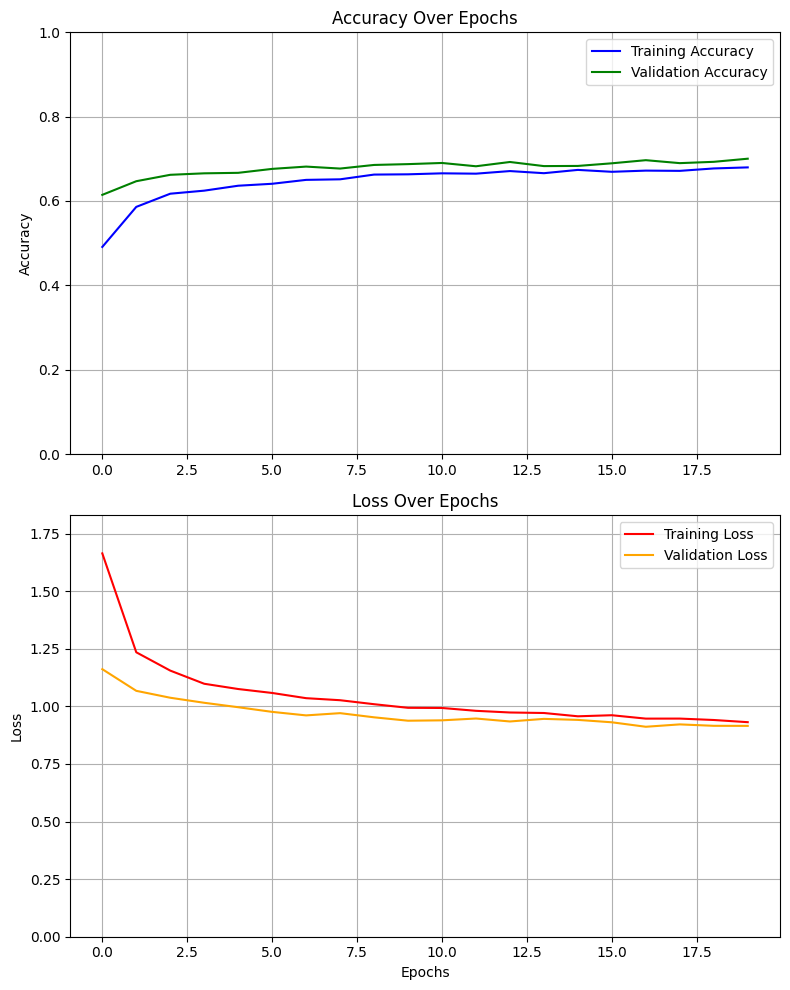 Accuracy Over Epochs
Training Accuracy
Validation Accuracy
1.0
0.8
0.6
0.4
0.2
0.0
Accuracy
0.0 2.5 5.0 7.5 10.0 12.5 15.0 17.5
Loss Over Epochs
Training Loss
Validation Loss
1.75
1.50
1.25
1.00
0.75
0.50
0.25
0.00
Loss
0.0 2.5 5.0 7.5 10.0 12.5 15.0 17.5
Epochs